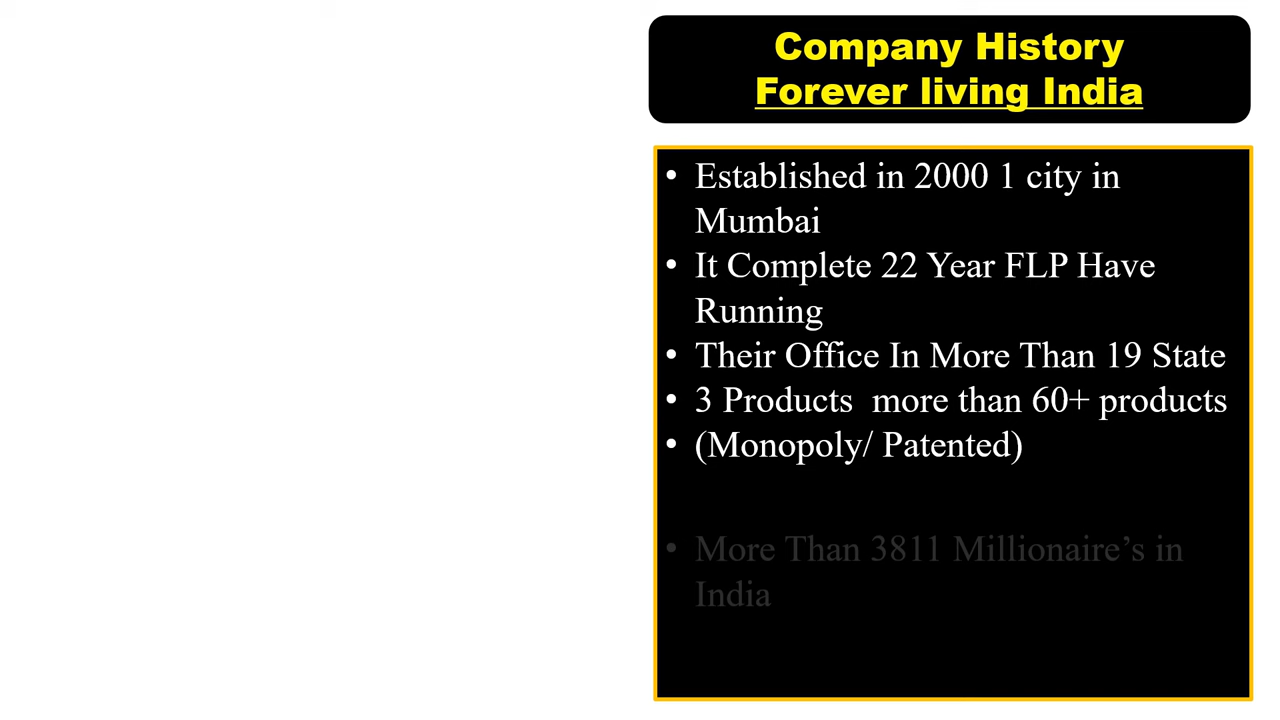 Company History
Forever living India
• Established in 2000 1 city in
Mumbai
• It Complete 22 Year FLP Have
Running
• Their Office In More Than 19 State
• 3 Products  more than 60+ products
• (Monopoly/ Patented)
• More Than 3811 Millionaire’s in
India